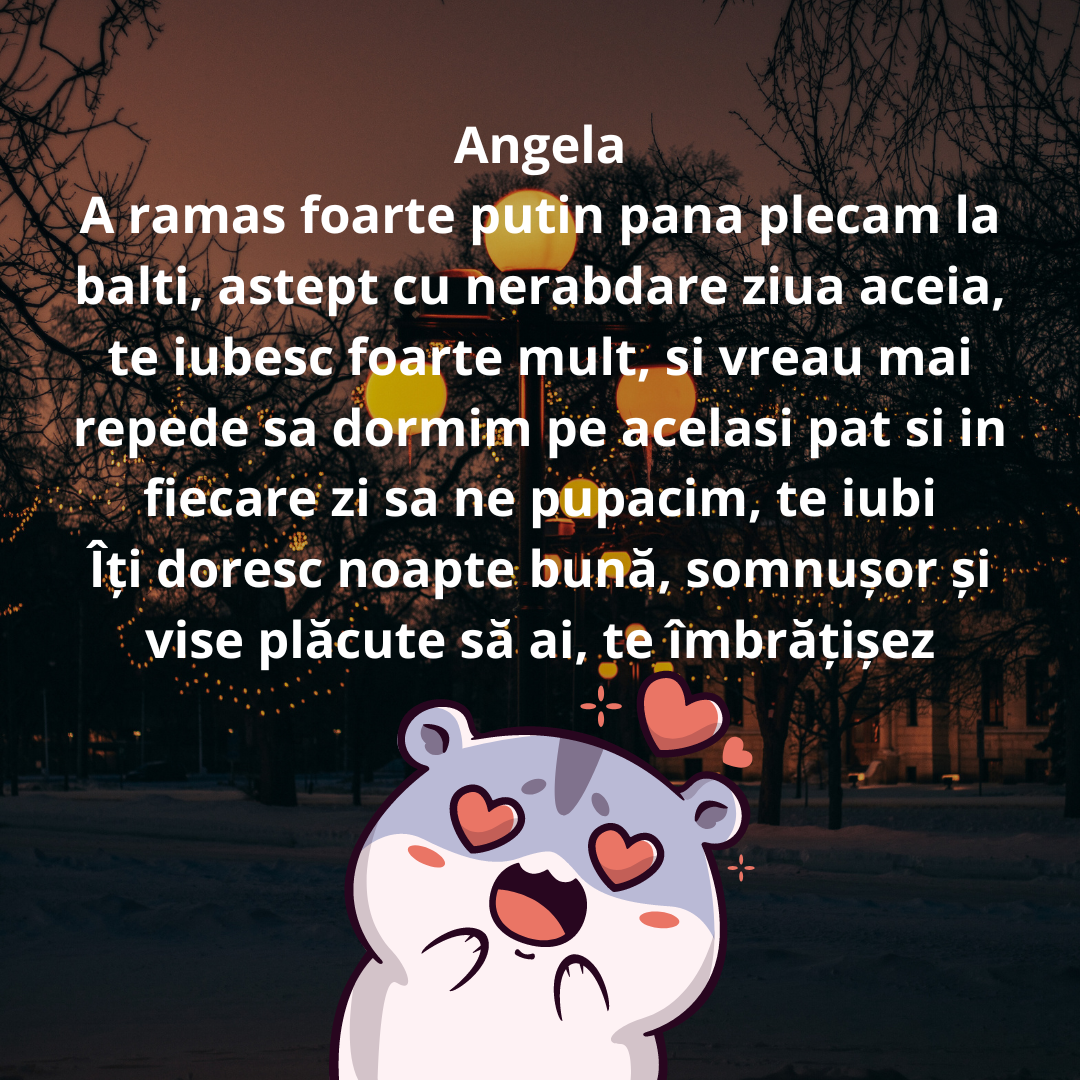 Angela
A ramas foarte putin pana plecam la
balti, astept cu nerabdare ziua aceia,
te iubesc foarte mult, si vreau mai
repede sa dormim pe acelasi pat si in
fiecare zi sa ne pupacim, te iubi
Îți doresc noapte bună, somnușor și
vise plăcute să ai, te îmbrățișez